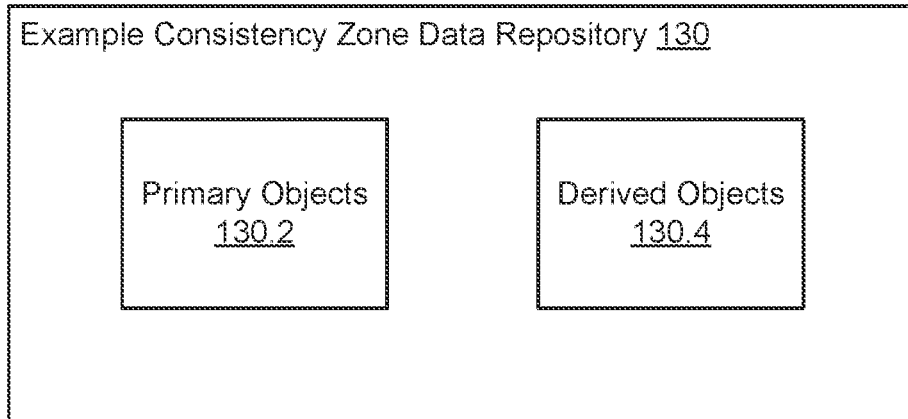 Example Consistency Zone Data Repository 130
Primary Objects
130.2
Derived Objects
130.4